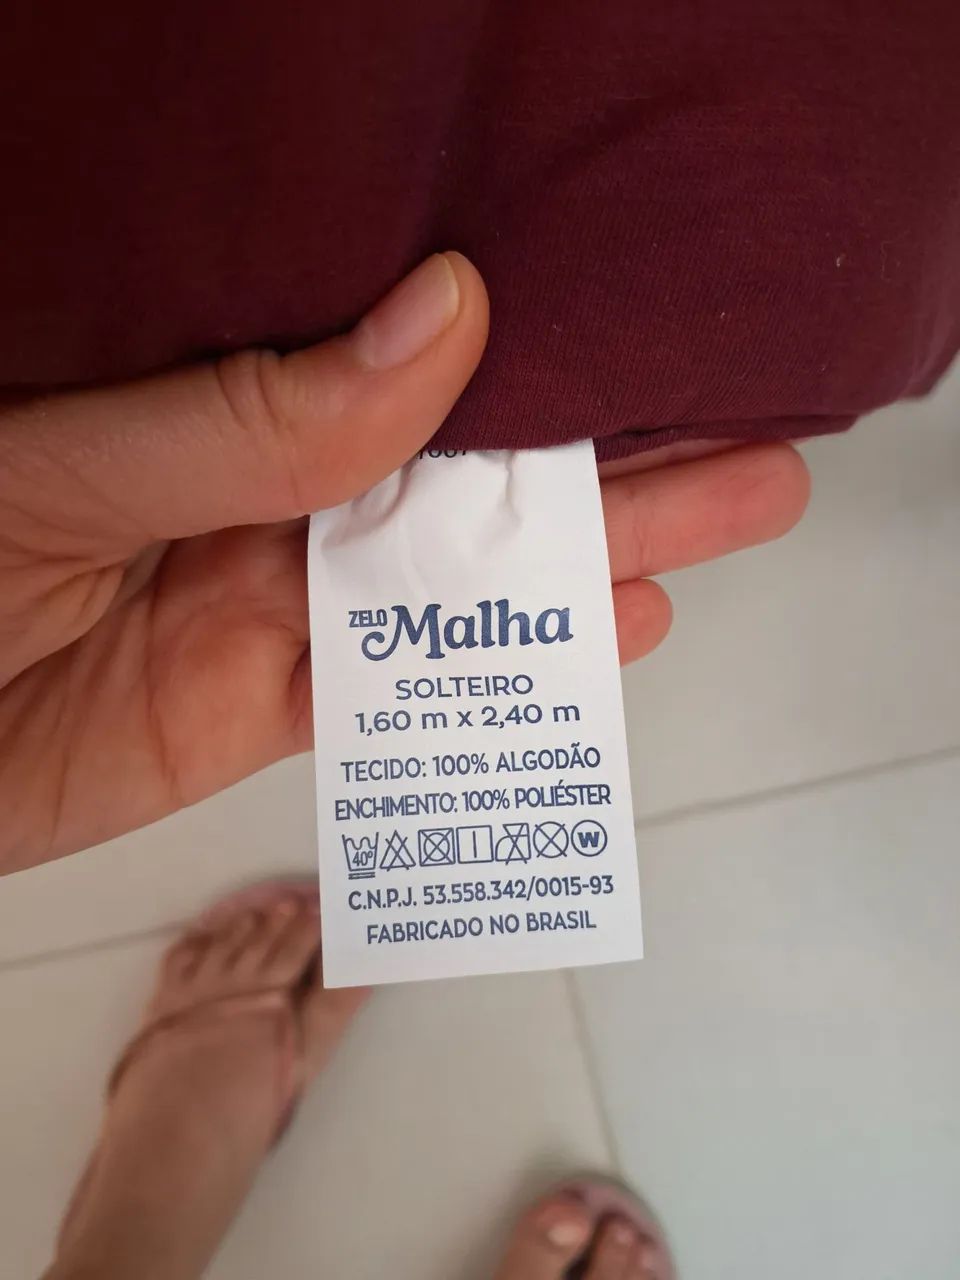 ZELO Malha
SOLTEIRO
1,60 m x 2,40 m
TECIDO: 100% ALGODÃO
ENCHIMENTO: 100% POLIÉSTER
40° W
C.N.P.J. 53.558.342/0015-93
FABRICADO NO BRASIL